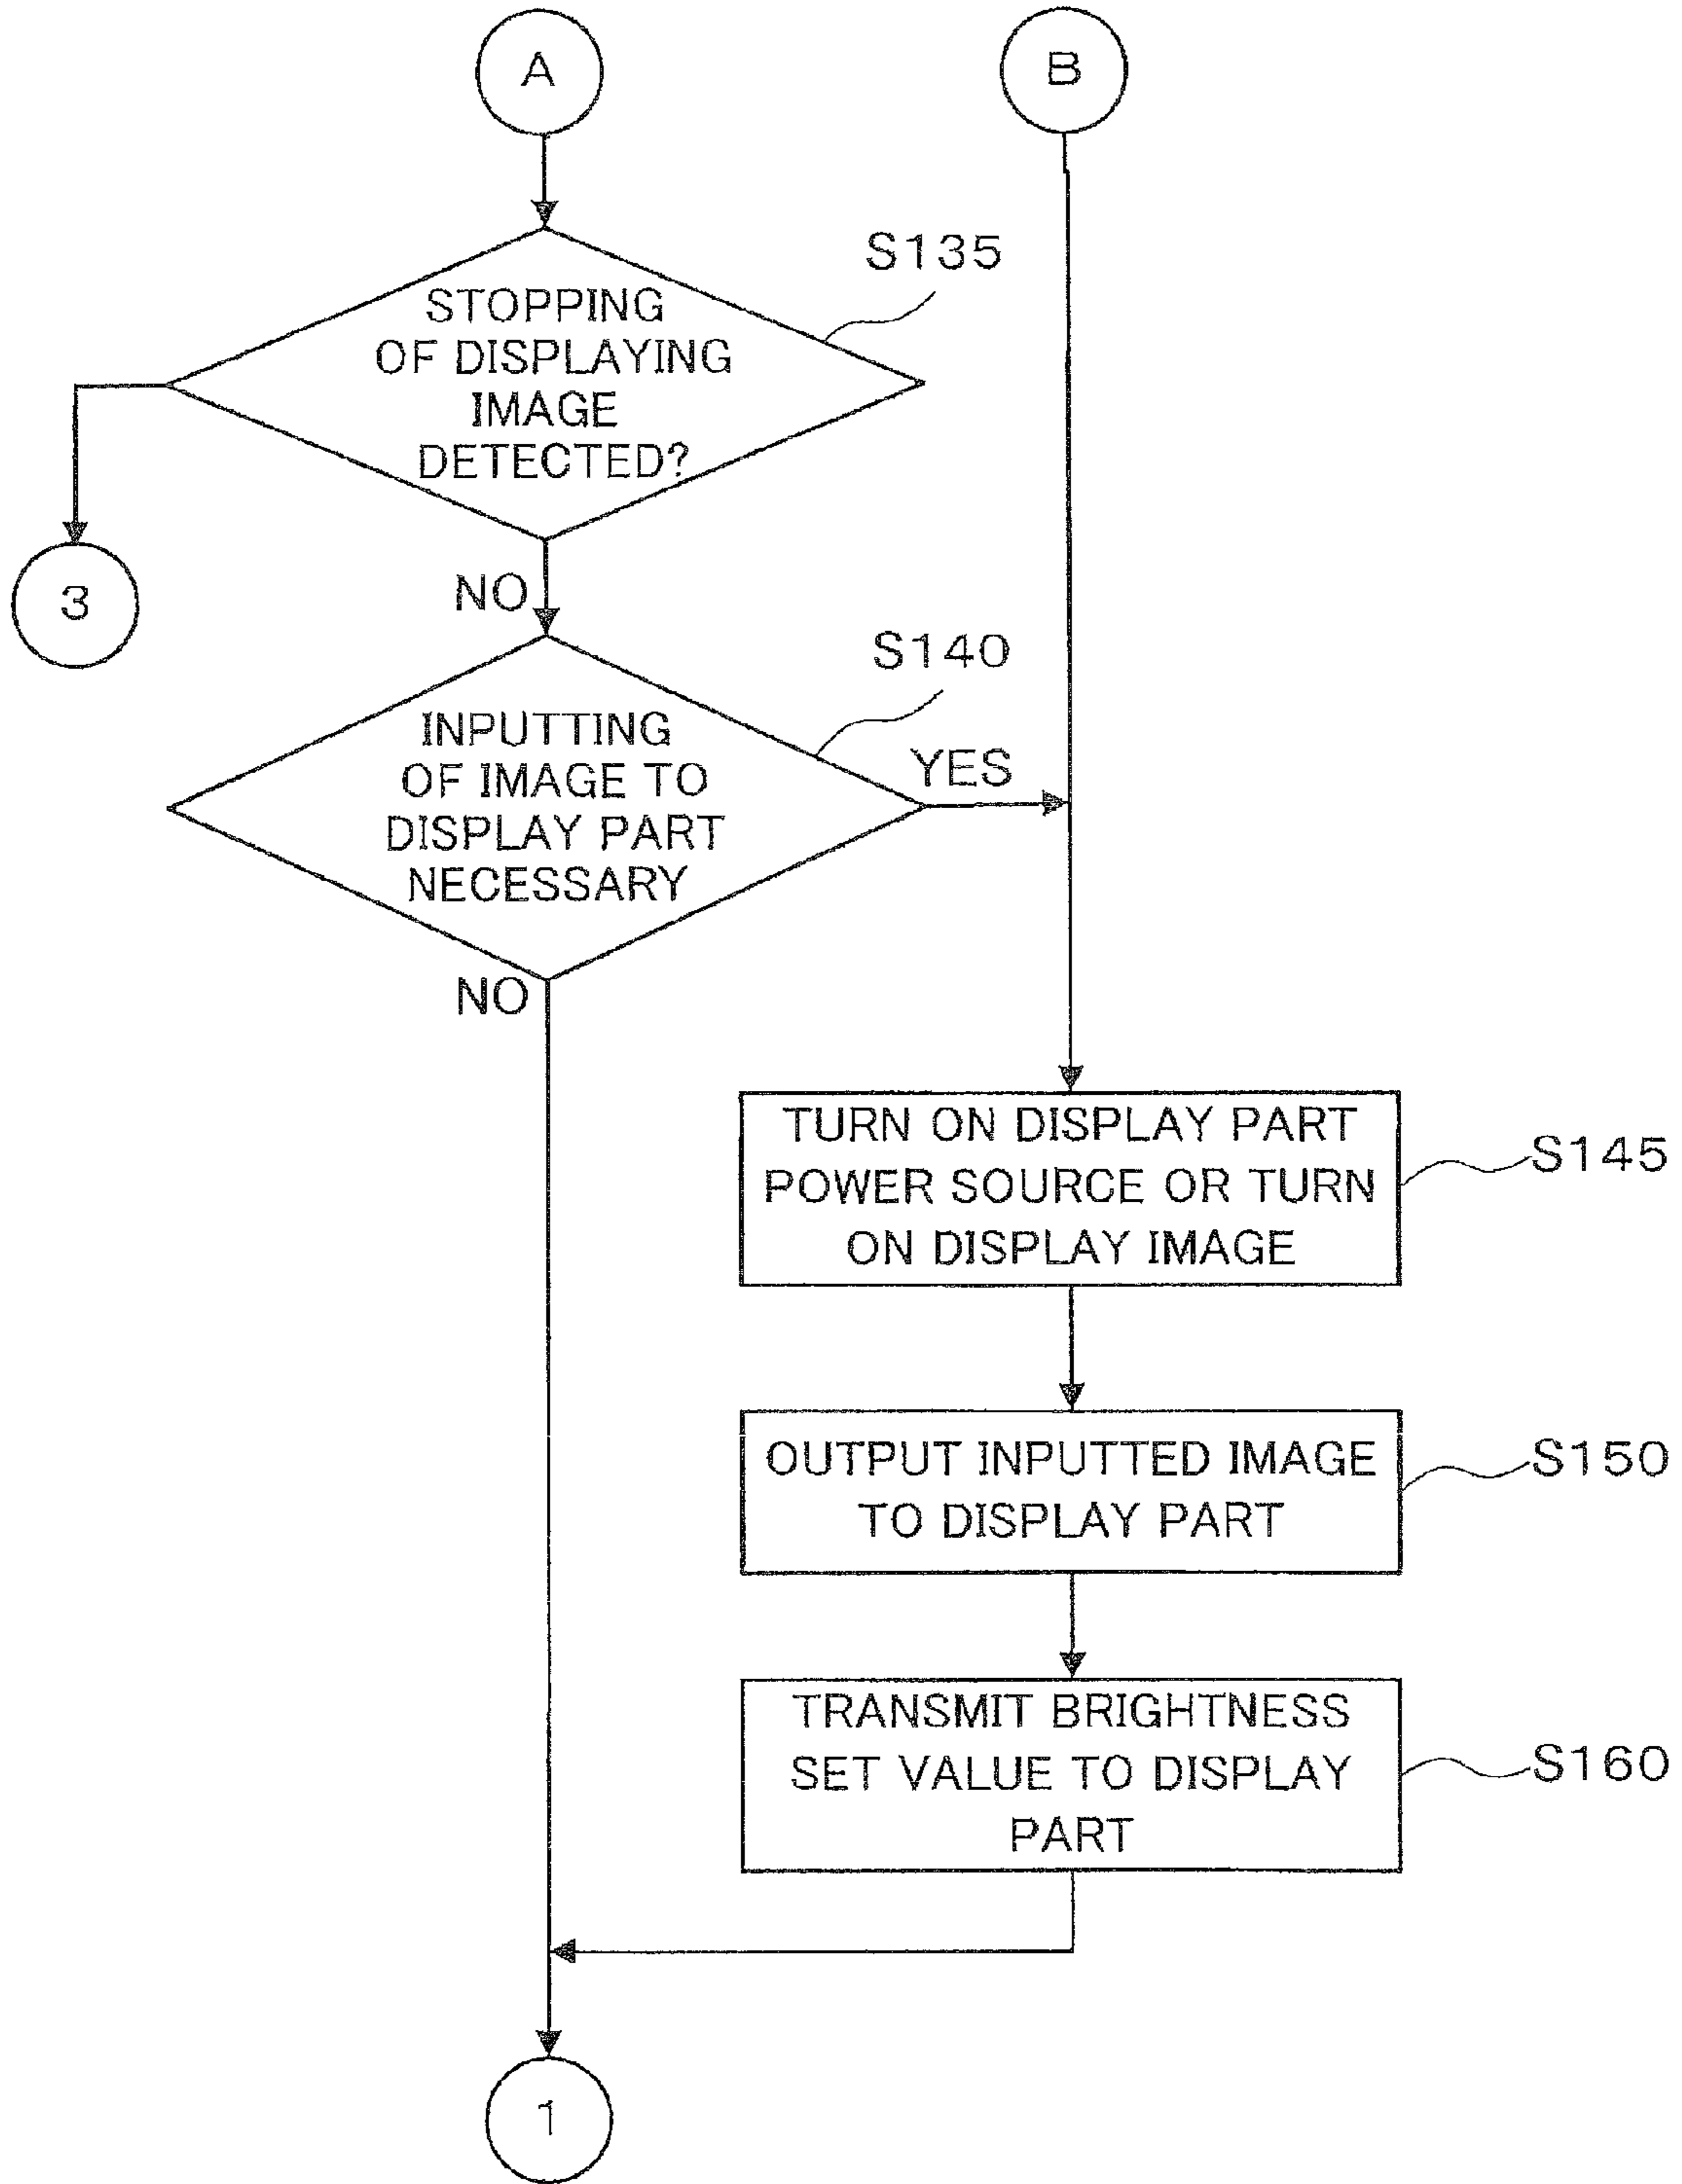 A
B
S135
STOPPING
OF DISPLAYING
IMAGE
DETECTED?
3
NO
S140
INPUTTING
OF IMAGE TO
DISPLAY PART
NECESSARY
YES
NO
TURN ON DISPLAY PART
POWER SOURCE OR TURN
ON DISPLAY IMAGE
S145
OUTPUT INPUTTED IMAGE
TO DISPLAY PART
S150
TRANSMIT BRIGHTNESS
SET VALUE TO DISPLAY
PART
S160
1